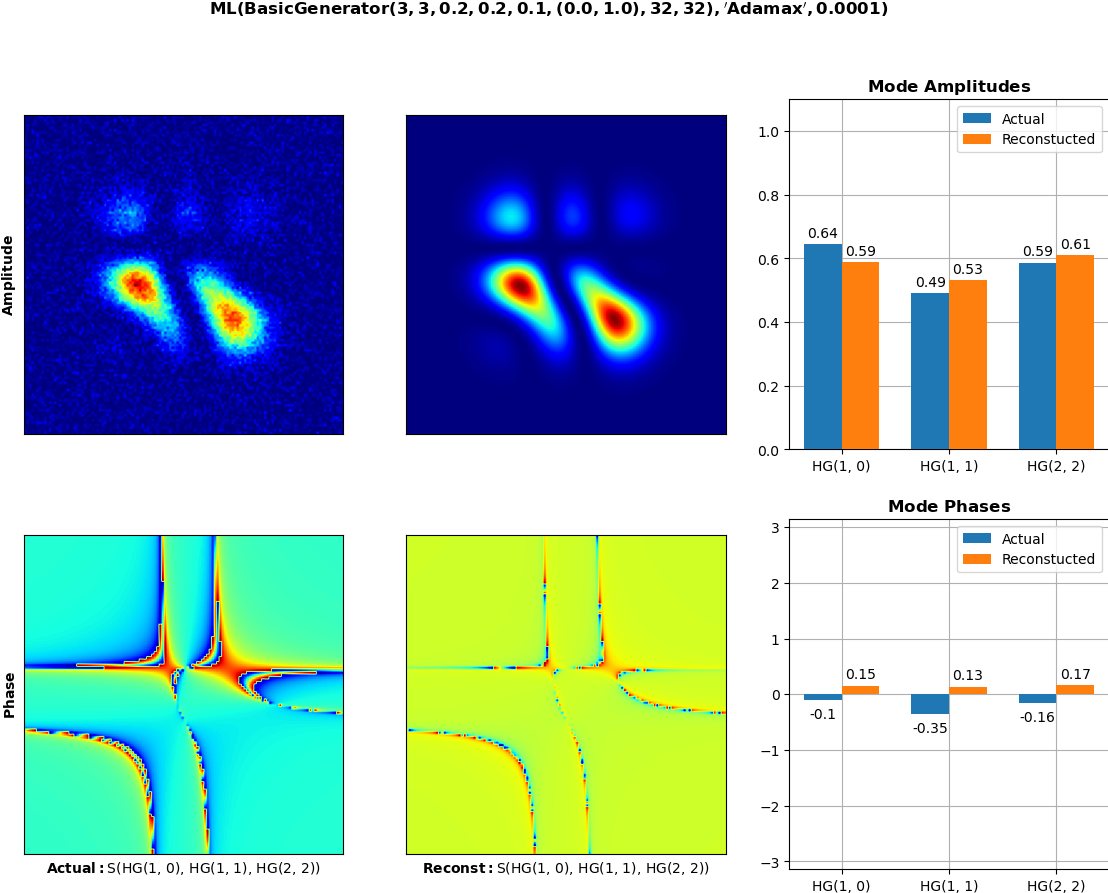 ML(BasicGenerator(3, 3, 0.2, 0.2, 0.1, (0.0, 1.0), 32, 32), 'Adamax', 0.0001)
Amplitude
Mode Amplitudes
Actual
Reconstucted
1.0
0.8
0.6
0.4
0.2
0.0
0.64
0.59
0.49
0.53
0.59
0.61
HG(1, 0)
HG(1, 1)
HG(2, 2)
Phase
Actual: S(HG(1, 0), HG(1, 1), HG(2, 2))
Reconst: S(HG(1, 0), HG(1, 1), HG(2, 2))
Mode Phases
Actual
Reconstucted
3
2
1
0
−1
−2
−3
-0.1
0.15
-0.35
0.13
-0.16
0.17
HG(1, 0)
HG(1, 1)
HG(2, 2)